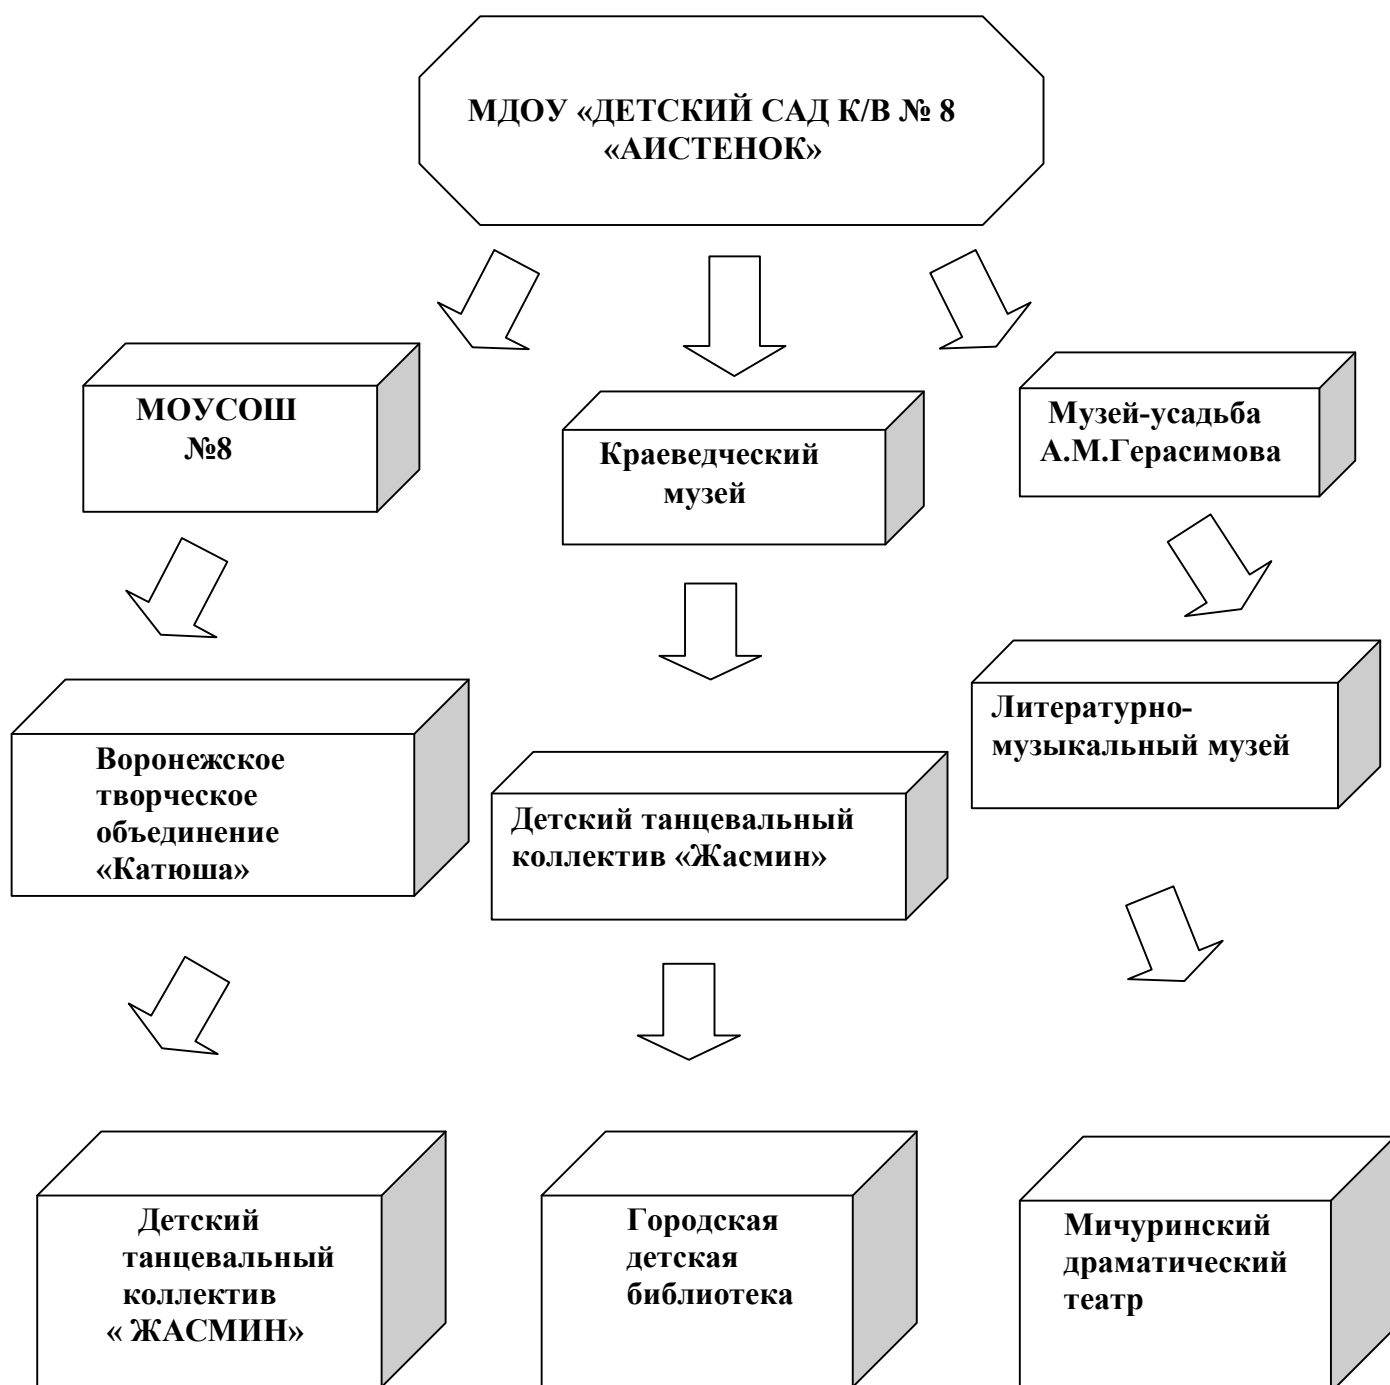 МДОУ «ДЕТСКИЙ САД К/В № 8
«АИСТЕНОК»
МОУСОШ
№8
Краеведческий
музей
Музей-усадьба
А.М.Герасимова
Воронежское
творческое
объединение
«Катюша»
Детский танцевальный
коллектив «Жасмин»
Литературно-
музыкальный музей
Детский
танцевальный
коллектив
« ЖАСМИН»
Городская
детская
библиотека
Мичуринский
драматический
театр